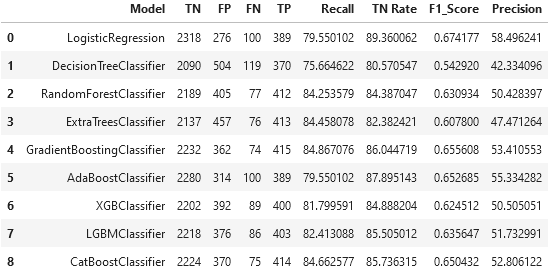 Model TN FP FN TP Recall TN Rate F1_Score Precision
0 LogisticRegression 2318 276 100 389 79.550102 89.360062 0.674177 58.496241
1 DecisionTreeClassifier 2090 504 119 370 75.664622 80.570547 0.542920 42.334096
2 RandomForestClassifier 2189 405 77 412 84.253579 84.387047 0.630934 50.428397
3 ExtraTreesClassifier 2137 457 76 413 84.458078 82.382421 0.607800 47.471264
4 GradientBoostingClassifier 2232 362 74 415 84.867076 86.044719 0.655608 53.410553
5 AdaBoostClassifier 2280 314 100 389 79.550102 87.895143 0.652685 55.334282
6 XGBClassifier 2202 392 89 400 81.799591 84.888204 0.624512 50.505051
7 LGBMClassifier 2218 376 86 403 82.413088 85.505012 0.635647 51.732991
8 CatBoostClassifier 2224 370 75 414 84.662577 85.736315 0.650432 52.806122